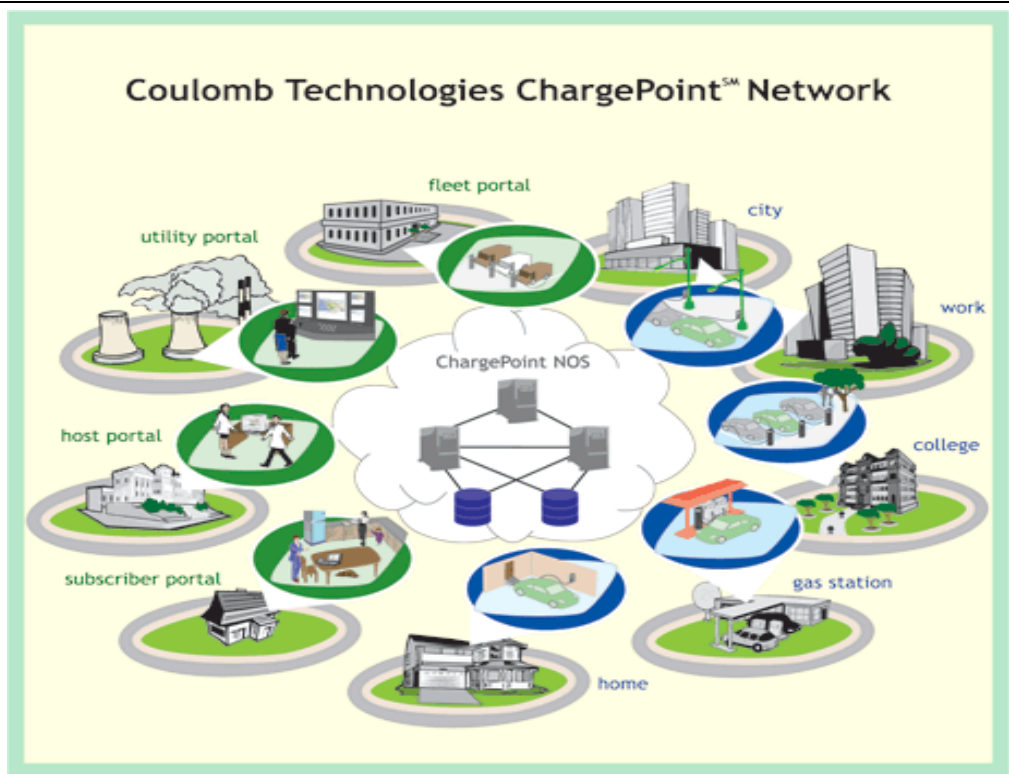 Coulomb Technologies ChargePoint℠ Network
fleet portal
city
utility portal
work
ChargePoint NOS
host portal
college
subscriber portal
gas station
home